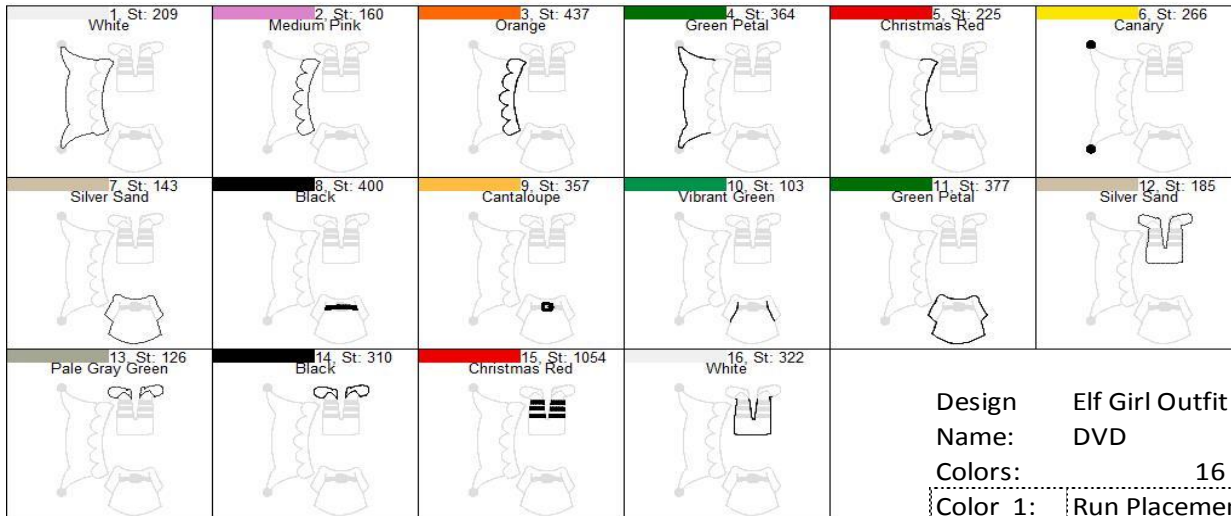 1, St: 209
White
2, St: 160
Medium Pink
3, St: 437
Orange
4, St: 364
Green Petal
5, St: 225
Christmas Red
6, St: 266
Canary
7, St: 143
Silver Sand
8, St: 400
Black
9, St: 357
Cantaloupe
10, St: 103
Vibrant Green
11, St: 377
Green Petal
12, St: 185
Silver Sand
13, St: 126
Pale Gray Green
14, St: 310
Black
15, St: 1054
Christmas Red
16, St: 322
White
Design Elf Girl Outfit
Name: DVD
Colors: 16
Color 1: Run Placemen